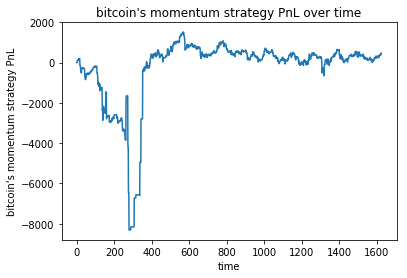 bitcoin's momentum strategy PnL over time
bitcoin's momentum strategy PnL
2000
0
−2000
−4000
−6000
−8000
0 200 400 600 800 1000 1200 1400 1600
time